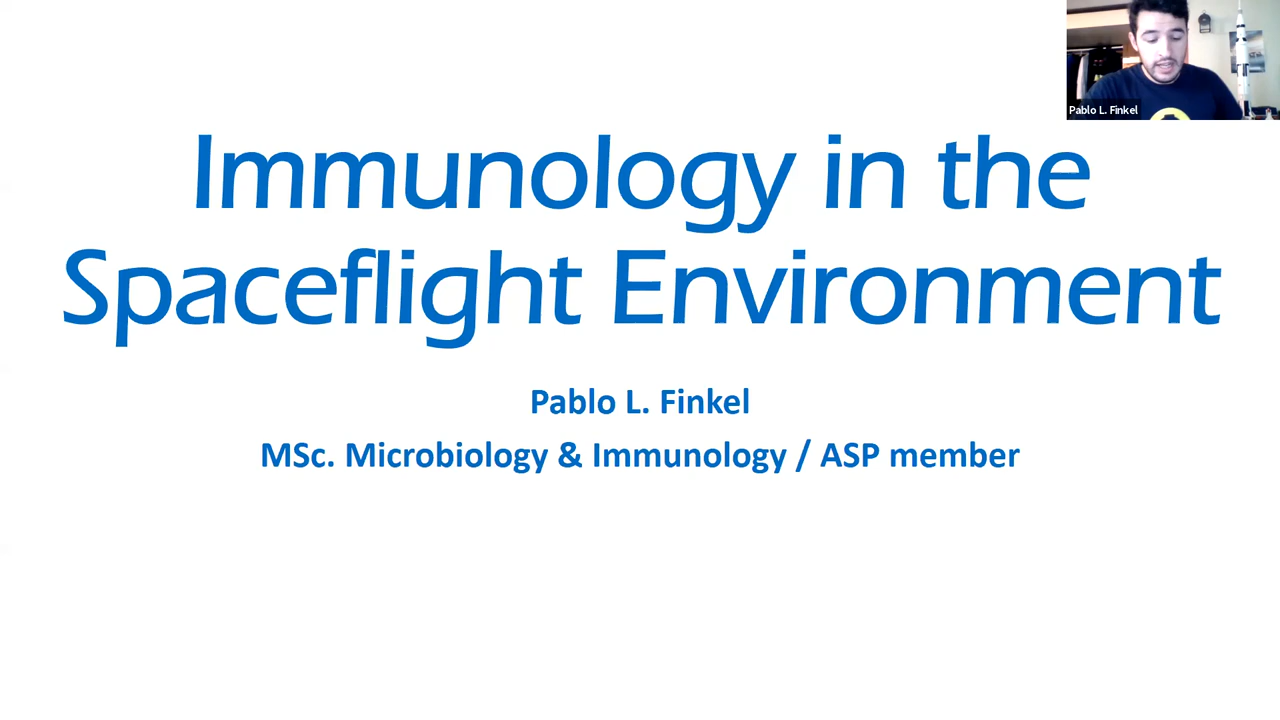 Pablo L. Finkel
Immunology in the
Spaceflight Environment
Pablo L. Finkel
MSc. Microbiology & Immunology / ASP member